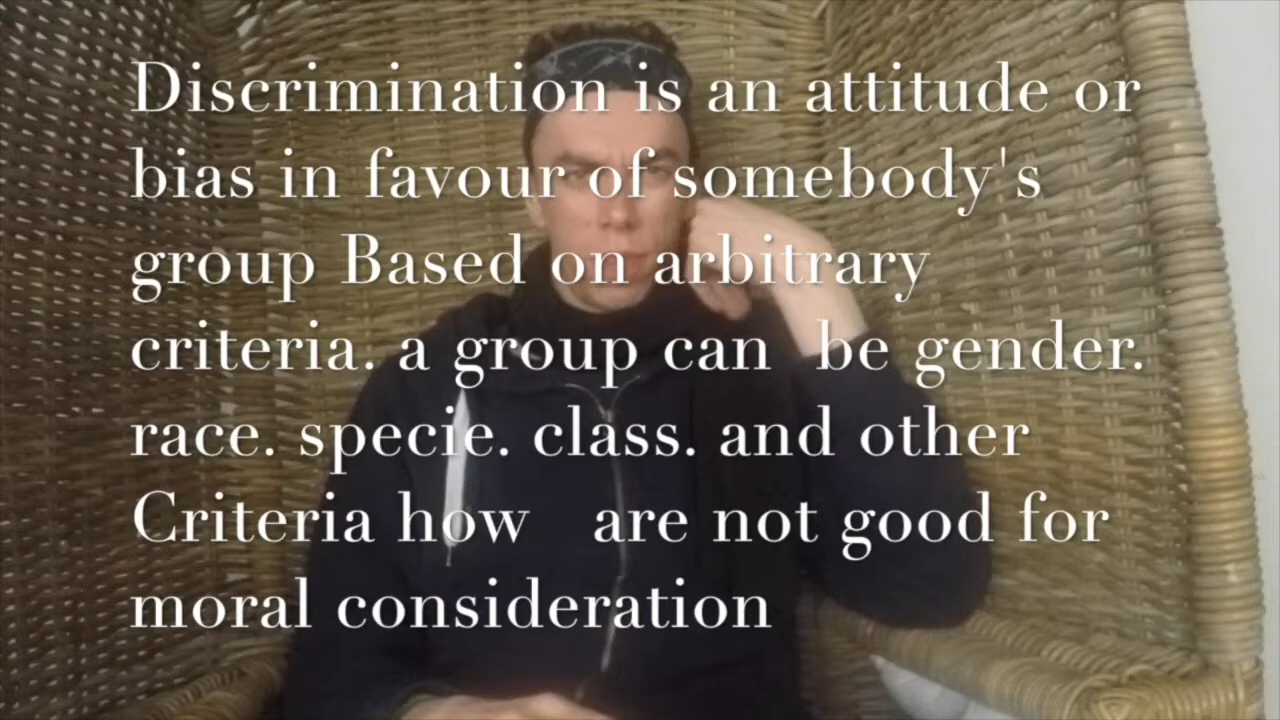 Discrimination is an attitude or
bias in favour of somebody's
group Based on arbitrary
criteria. a group can be gender.
race. specie. class. and other
Criteria how are not good for
moral consideration